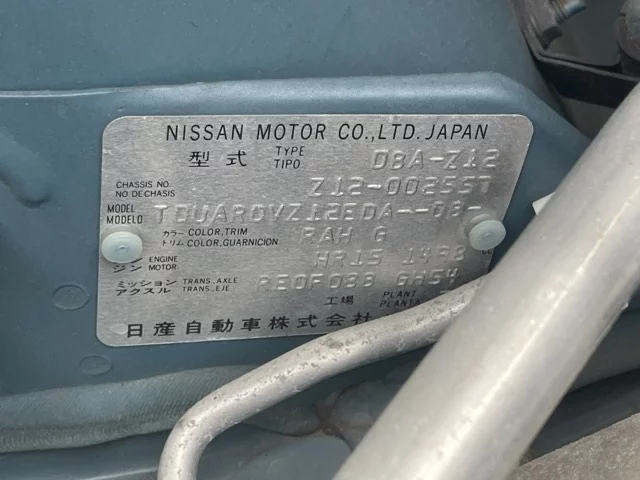 NISSAN MOTOR CO.,LTD. JAPAN
型式 TYPE TIPO DBA-Z12
CHASSIS NO. NO DE CHASIS Z12-002557
MODEL MODELO TDUARDVZ12EDA--DB-
カラー COLOR, TRIM トリム COLOR, GUARNICION RAH G
ENGINE MOTOR HR15 1498
ミッション TRANS. AXLE アクスル TRANS. EJE RE0F08B GH54
工場 PLANT PLANTA
日産自動車株式会社